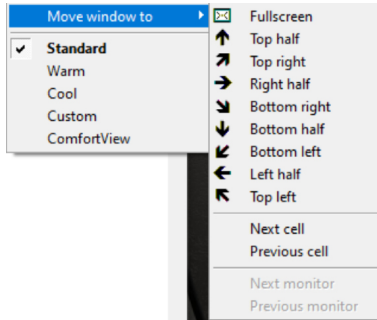 Move window to
Standard
Warm
Cool
Custom
ComfortView
Fullscreen
Top half
Top right
Right half
Bottom right
Bottom half
Bottom left
Left half
Top left
Next cell
Previous cell
Next monitor
Previous monitor